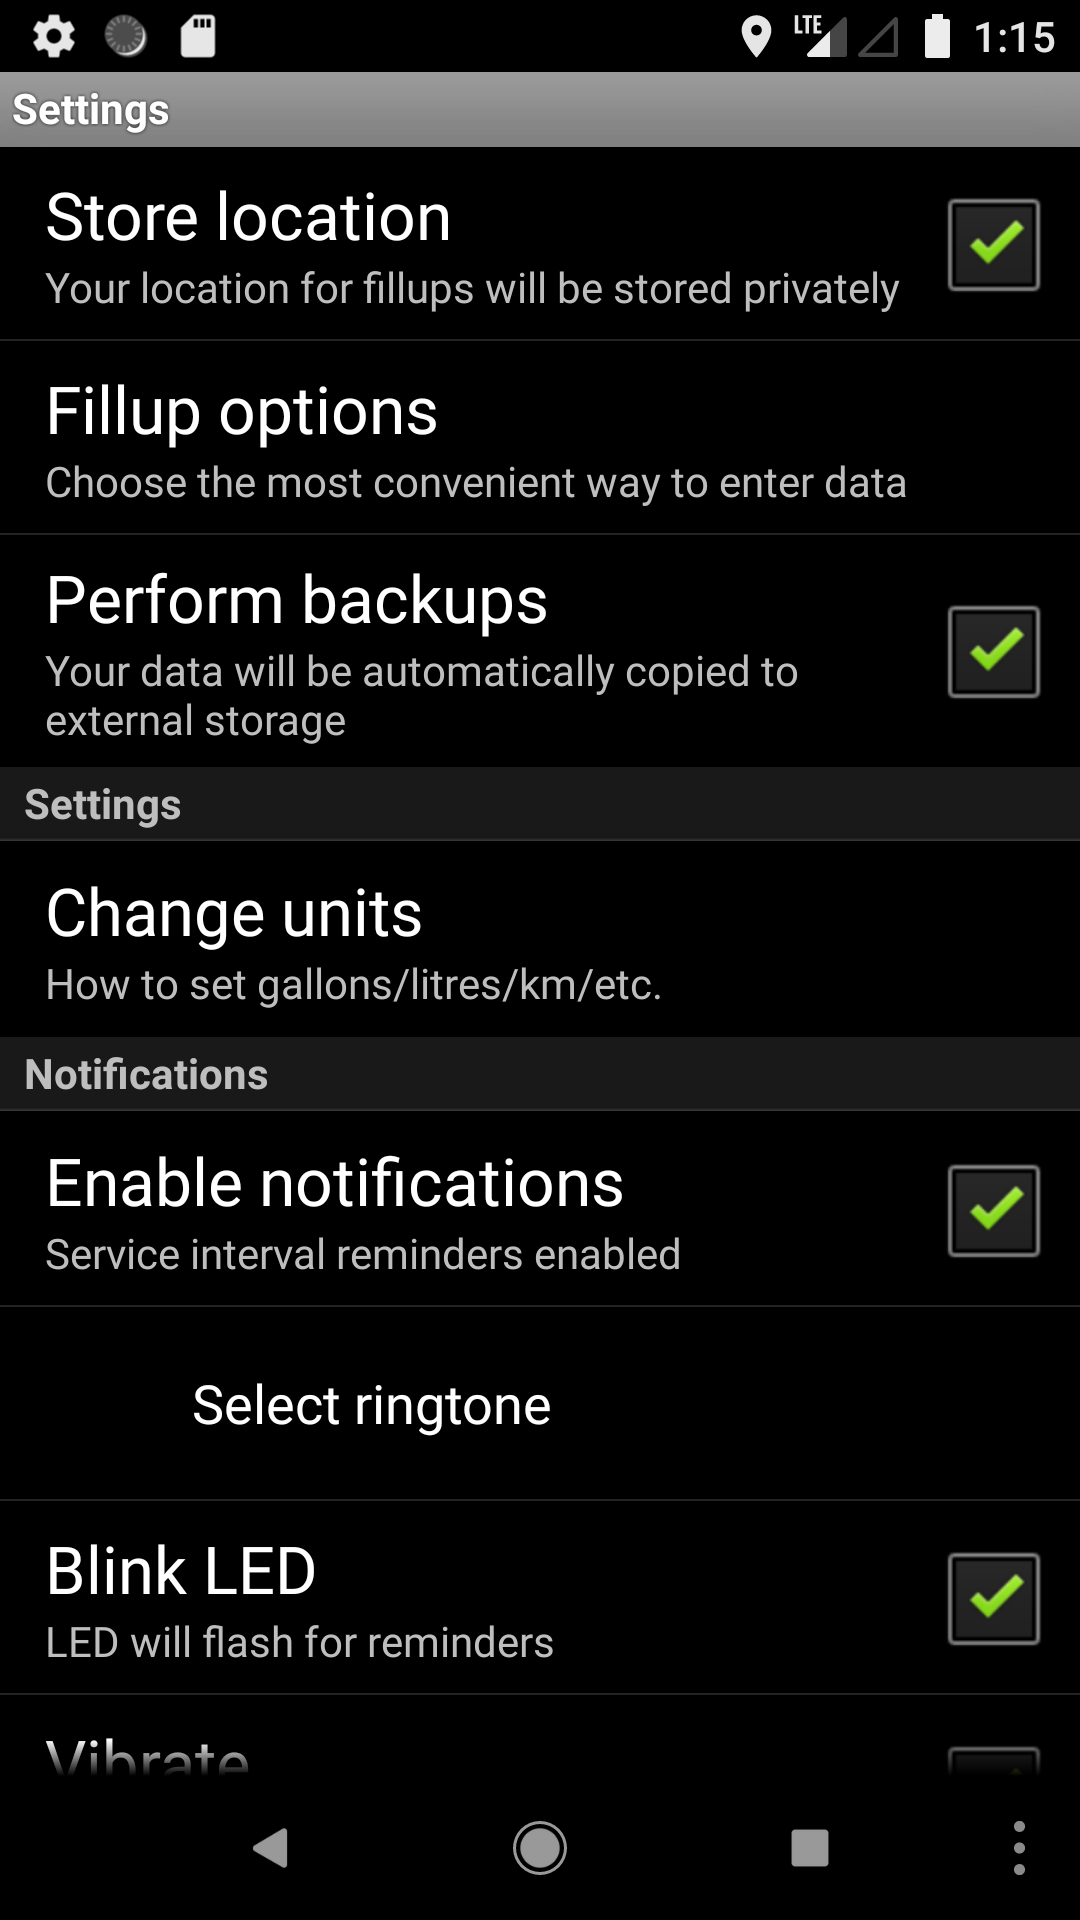 LTE 1:15
Settings
Store location
Your location for fillups will be stored privately
Fillup options
Choose the most convenient way to enter data
Perform backups
Your data will be automatically copied to
external storage
Settings
Change units
How to set gallons/litres/km/etc.
Notifications
Enable notifications
Service interval reminders enabled
Select ringtone
Blink LED
LED will flash for reminders
Vibrate